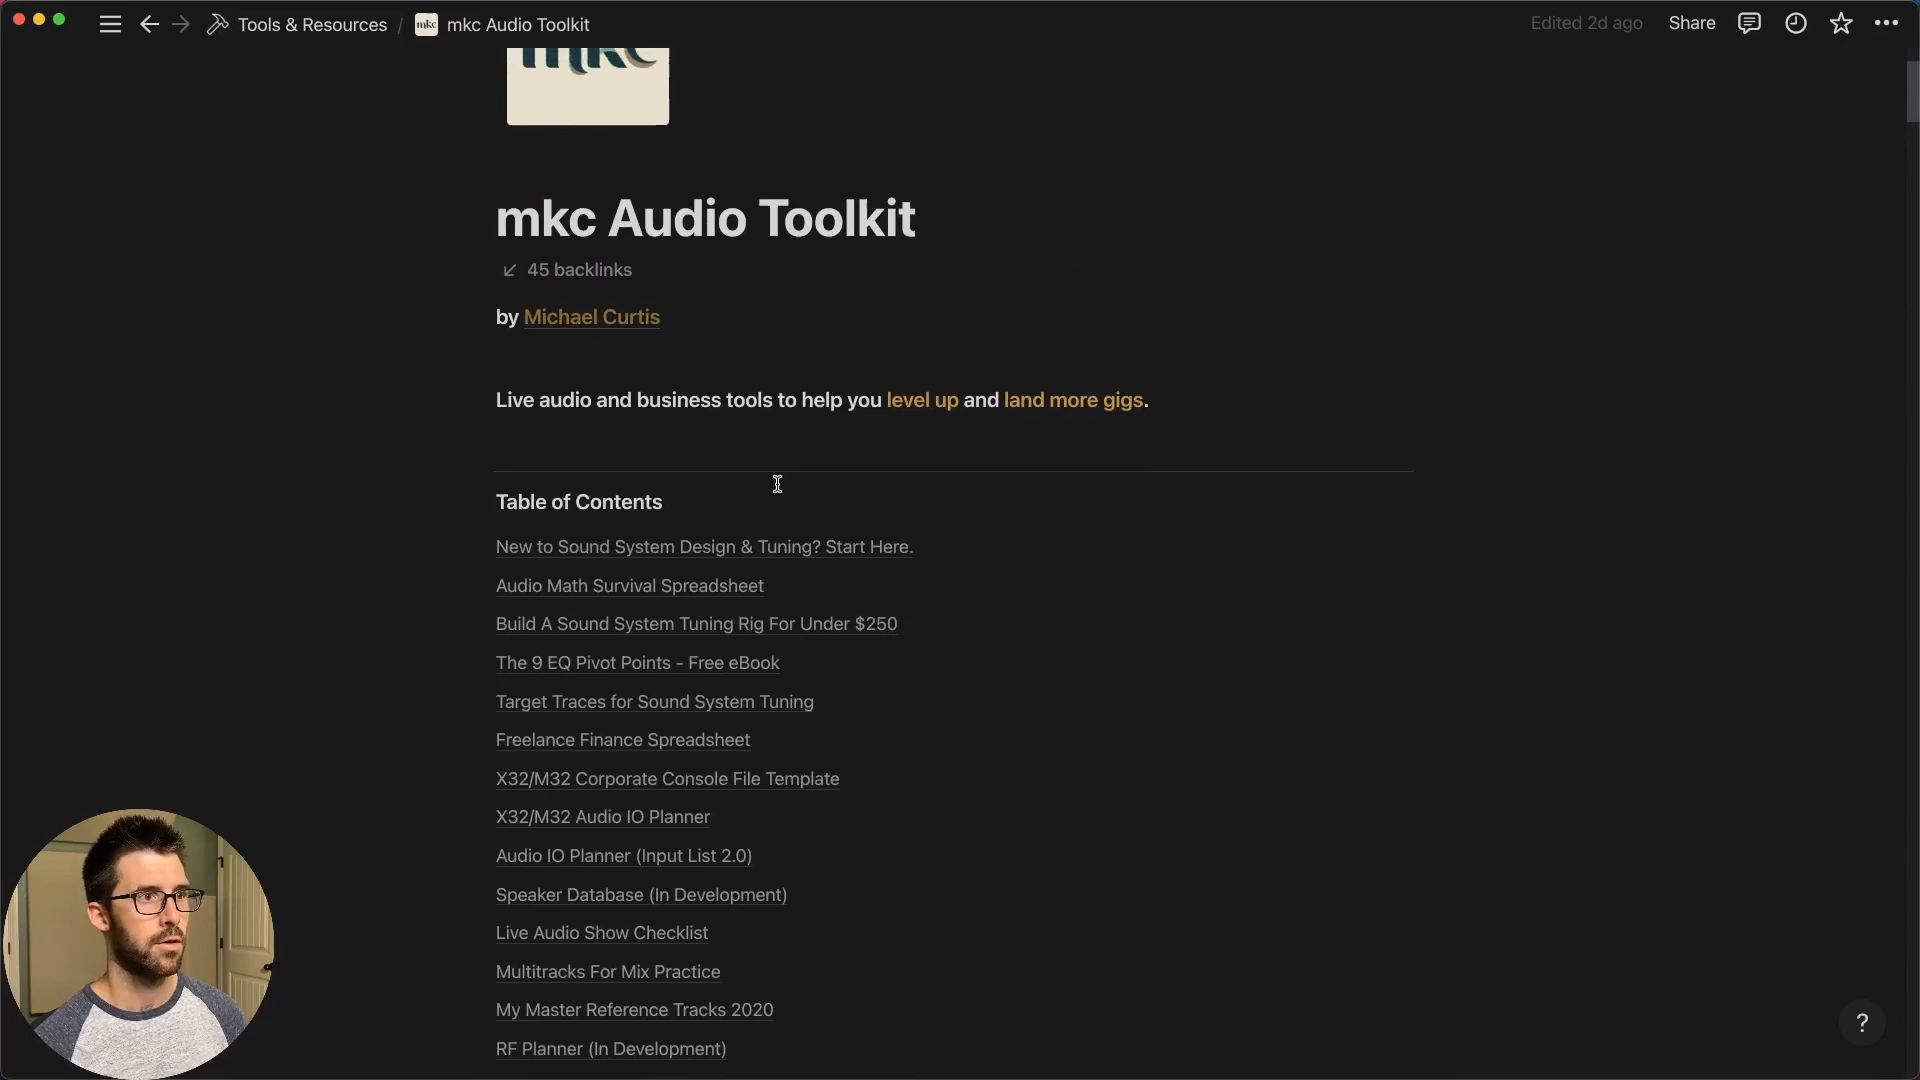 Tools & Resources / mkc mkc Audio Toolkit
Edited 2d ago Share
mkc
mkc Audio Toolkit
45 backlinks
by Michael Curtis
Live audio and business tools to help you level up and land more gigs.
Table of Contents
New to Sound System Design & Tuning? Start Here.
Audio Math Survival Spreadsheet
Build A Sound System Tuning Rig For Under $250
The 9 EQ Pivot Points - Free eBook
Target Traces for Sound System Tuning
Freelance Finance Spreadsheet
X32/M32 Corporate Console File Template
X32/M32 Audio IO Planner
Audio IO Planner (Input List 2.0)
Speaker Database (In Development)
Live Audio Show Checklist
Multitracks For Mix Practice
My Master Reference Tracks 2020
RF Planner (In Development)
?